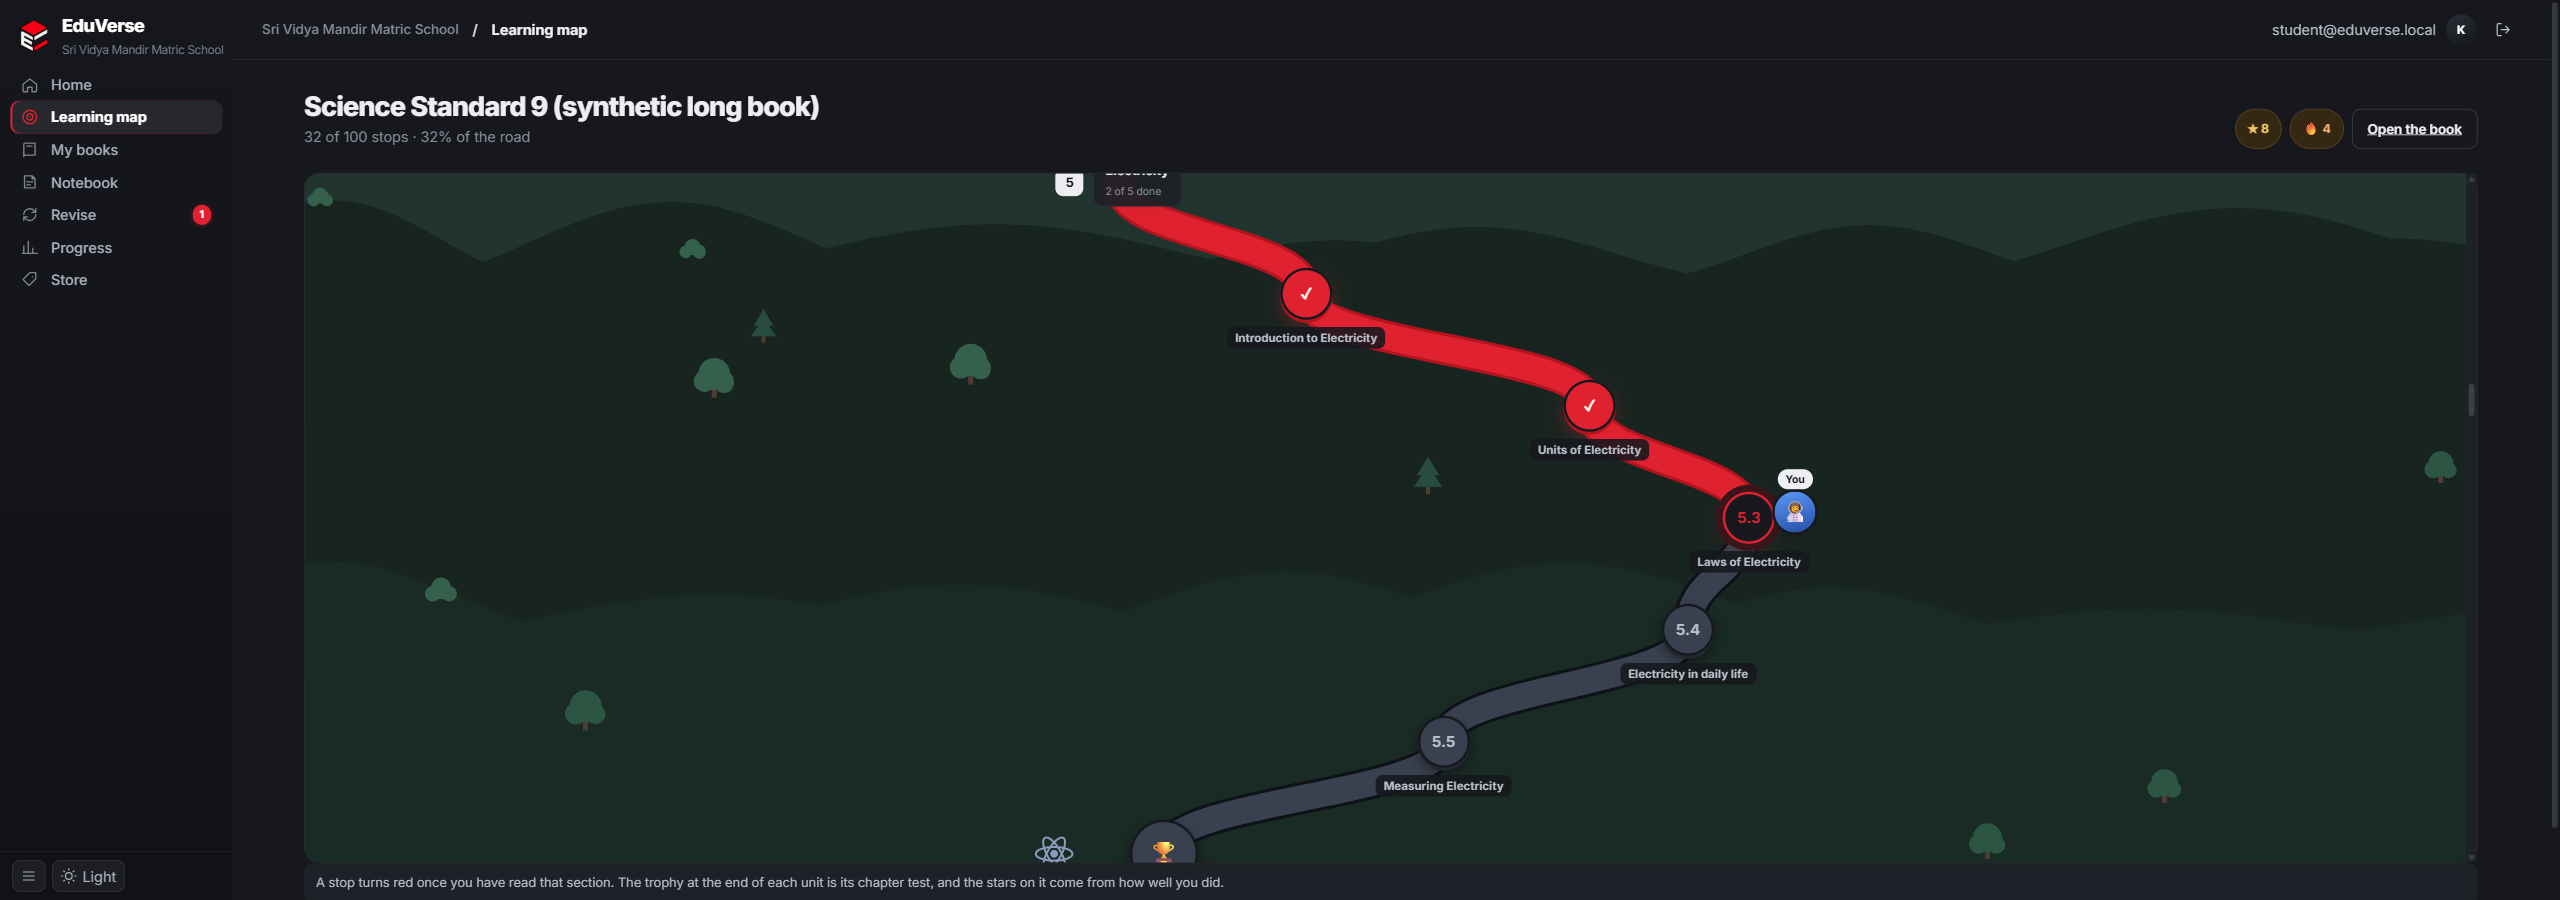 EduVerse
Sri Vidya Mandir Matric School
Home
Learning map
My books
Notebook
Revise 1
Progress
Store
Light
Sri Vidya Mandir Matric School / Learning map
student@eduverse.local K
Science Standard 9 (synthetic long book)
32 of 100 stops · 32% of the road
8
4
Open the book
5
Electricity
2 of 5 done
Introduction to Electricity
Units of Electricity
You
5.3
Laws of Electricity
5.4
Electricity in daily life
5.5
Measuring Electricity
A stop turns red once you have read that section. The trophy at the end of each unit is its chapter test, and the stars on it come from how well you did.